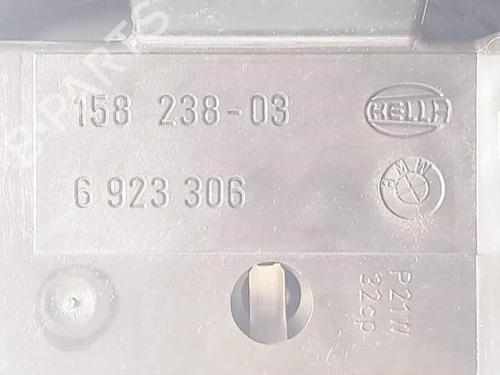 B-PARTS
158 238-03
HELLA
6 923 306
BMW
P21W
32cp